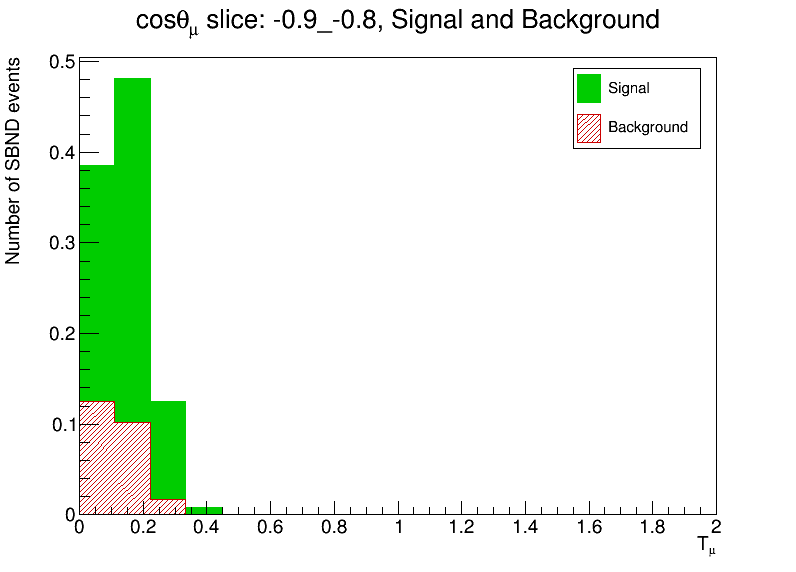 cosθμ slice: -0.9_-0.8, Signal and Background
Number of SBND events
Signal
Background
0.5
0.4
0.3
0.2
0.1
0
0 0.2 0.4 0.6 0.8 1 1.2 1.4 1.6 1.8 2
Tμ